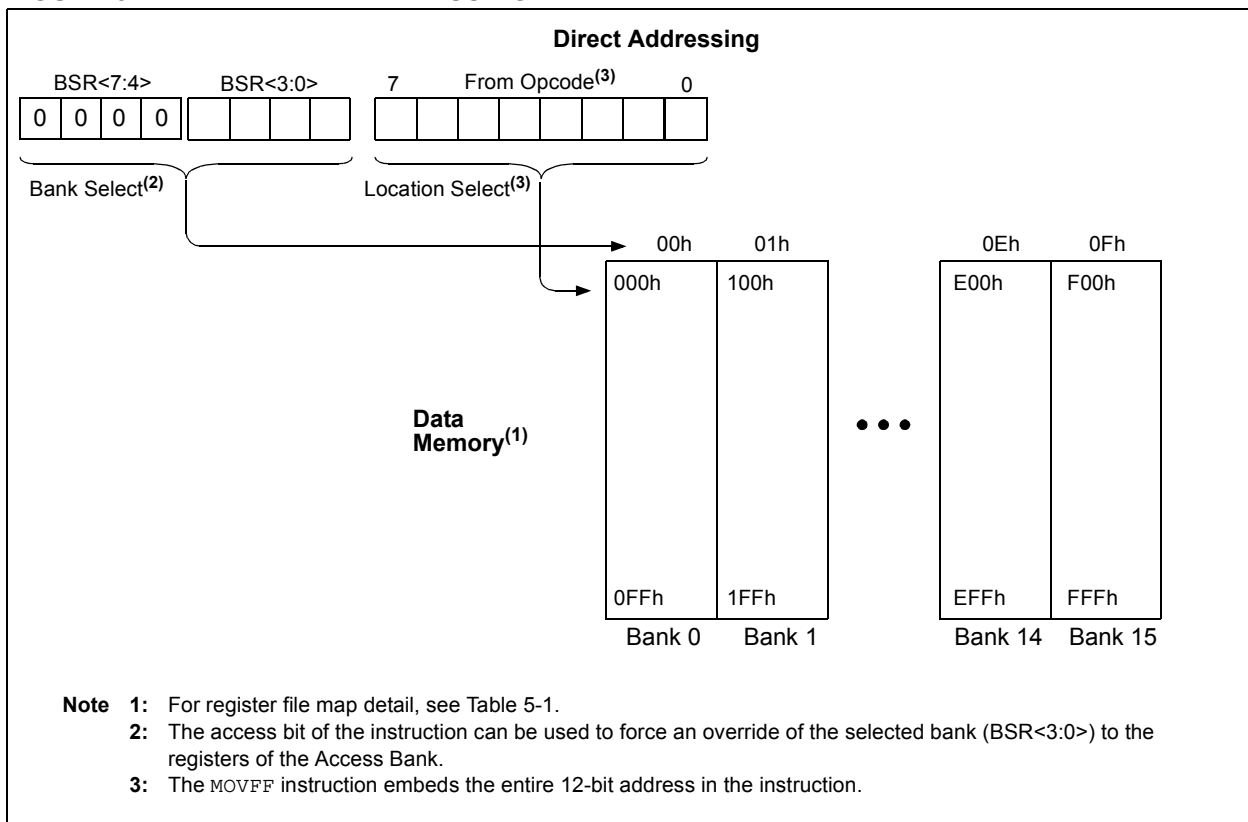 Direct Addressing
BSR<7:4> BSR<3:0> 7 From Opcode(3) 0
0 0 0 0
Bank Select(2) Location Select(3)
00h 01h 0Eh 0Fh
000h 100h E00h F00h
Data
Memory(1)
0FFh 1FFh EFFh FFFh
Bank 0 Bank 1 Bank 14 Bank 15
Note 1: For register file map detail, see Table 5-1.
2: The access bit of the instruction can be used to force an override of the selected bank (BSR<3:0>) to the
registers of the Access Bank.
3: The MOVFF instruction embeds the entire 12-bit address in the instruction.